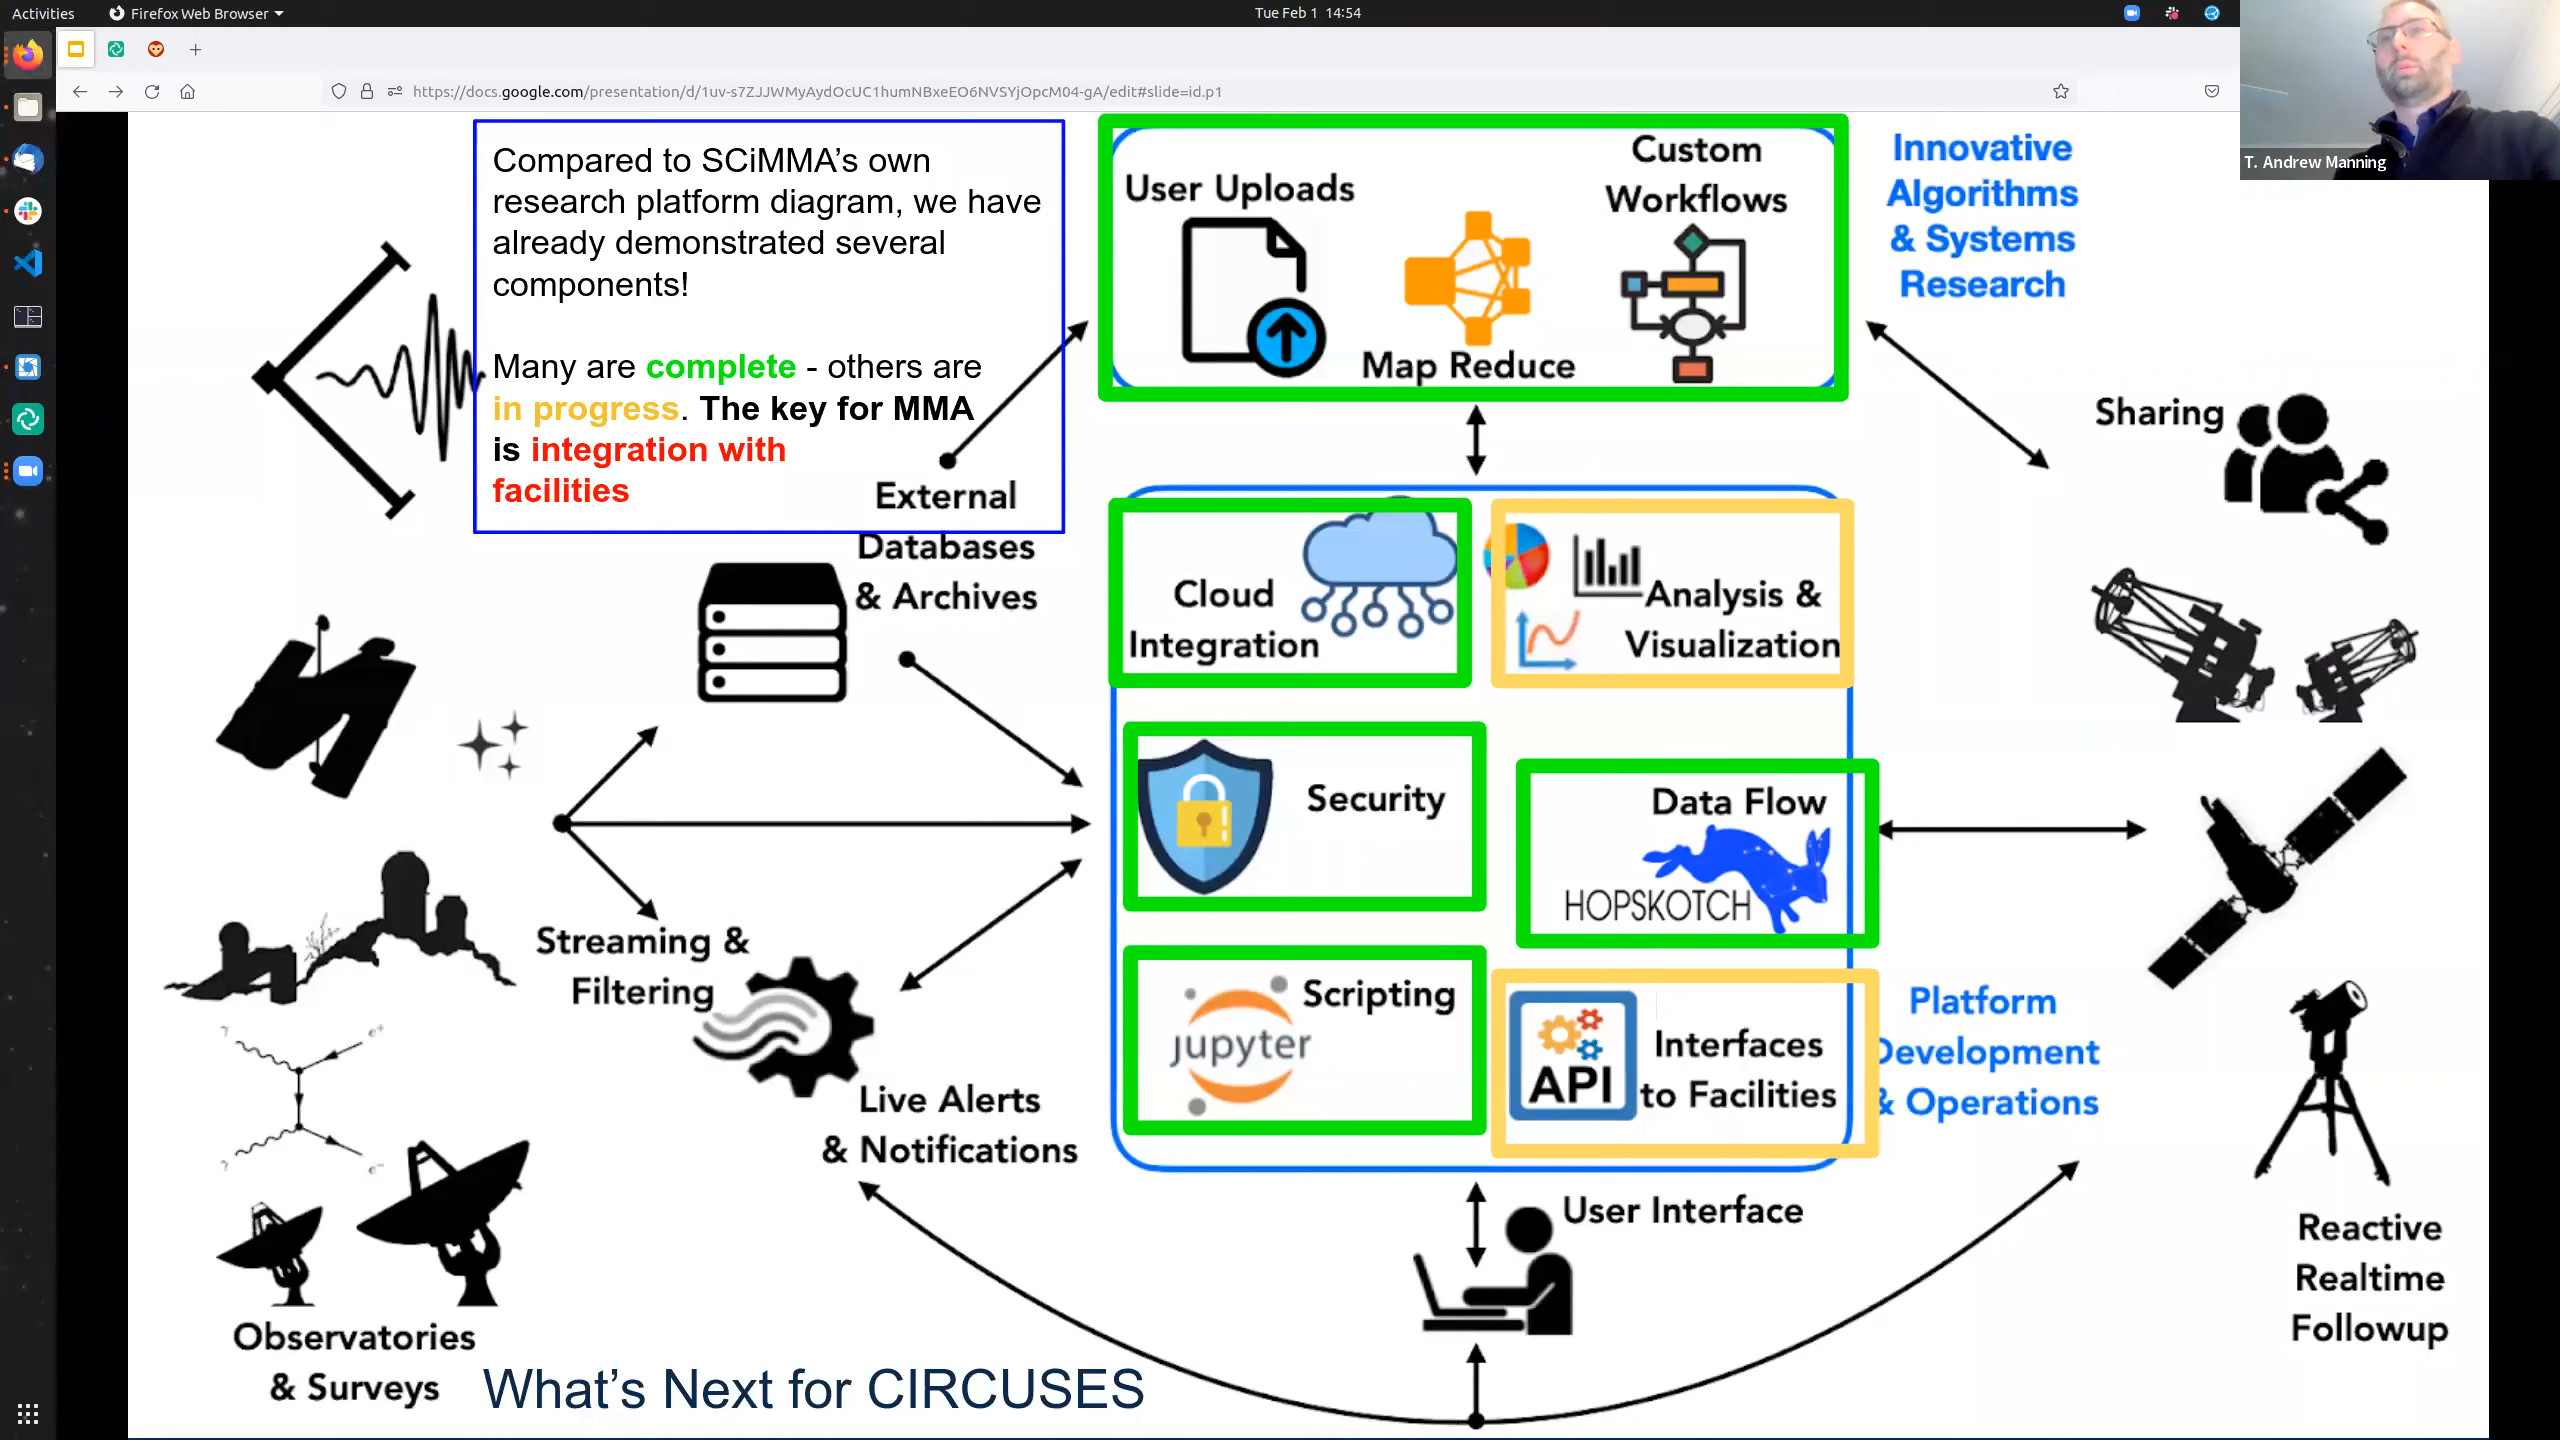 Activities
Firefox Web Browser
Tue Feb 1 14:54
https://docs.google.com/presentation/d/1uv-s7ZJJWMyAydOcUC1humNBxeEO6NVSYjOpcM04-gA/edit#slide=id.p1
T. Andrew Manning
Compared to SCiMMA’s own
research platform diagram, we have
already demonstrated several
components!
Many are complete - others are
in progress. The key for MMA
is integration with
facilities
User Uploads
Map Reduce
Custom
Workflows
Innovative
Algorithms
& Systems
Research
Sharing
External
Databases
& Archives
Cloud
Integration
Analysis &
Visualization
Security
Data Flow
HOPSKOTCH
Scripting
jupyter
API
Interfaces
to Facilities
Platform
Development
& Operations
Streaming &
Filtering
Live Alerts
& Notifications
γ
e⁺
γ
e⁻
User Interface
Reactive
Realtime
Followup
Observatories
& Surveys
What’s Next for CIRCUSES